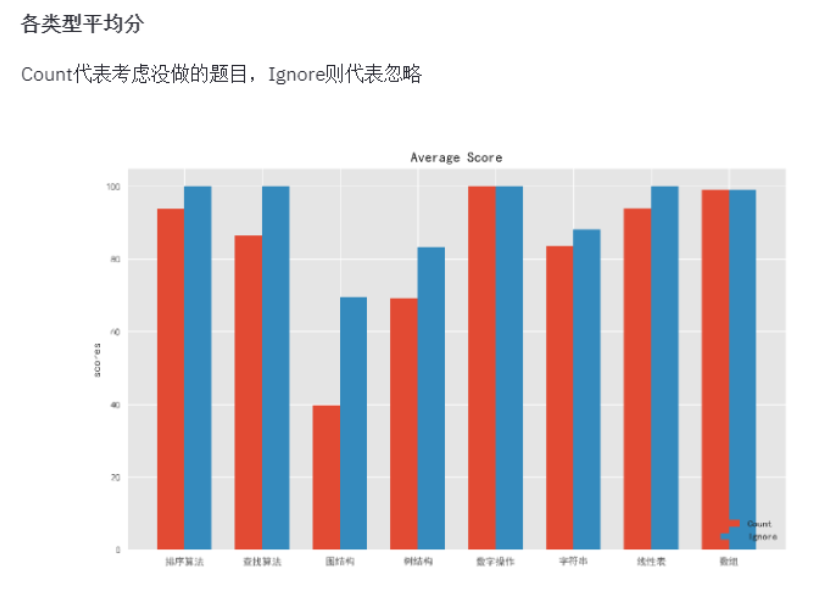 各类型平均分
Count代表考虑没做的题目，Ignore则代表忽略
Average Score
100
80
60
40
20
0
scores
Count
Ignore
排序算法 查找算法 图结构 树结构 数字操作 字符串 线性表 数组